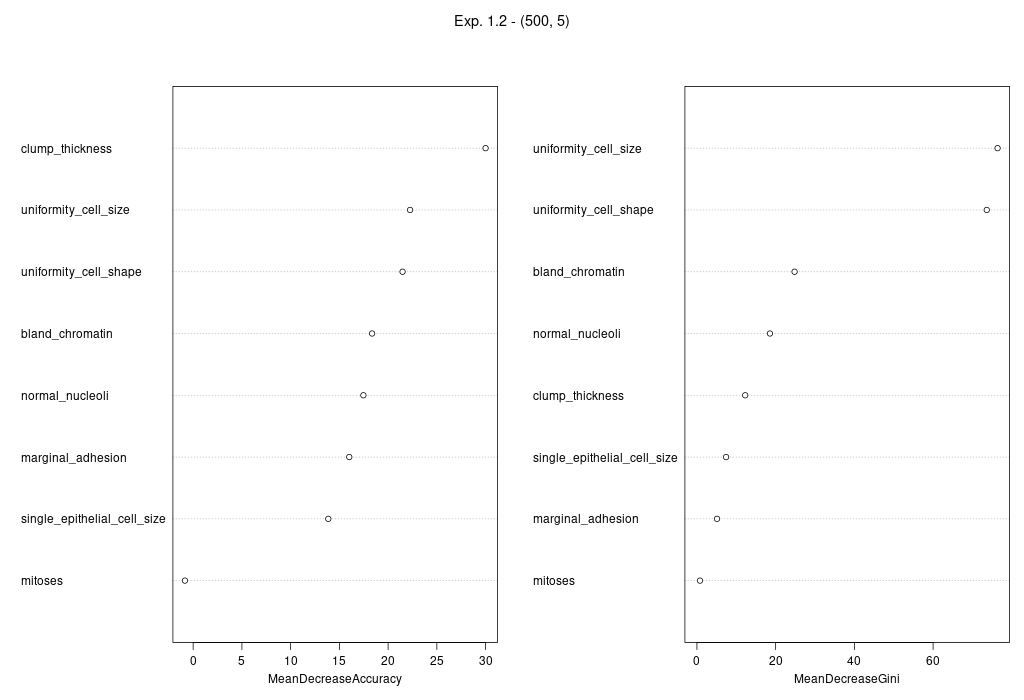 Exp. 1.2 - (500, 5)
clump_thickness
uniformity_cell_size
uniformity_cell_shape
bland_chromatin
normal_nucleoli
marginal_adhesion
single_epithelial_cell_size
mitoses
0 5 10 15 20 25 30
MeanDecreaseAccuracy
uniformity_cell_size
uniformity_cell_shape
bland_chromatin
normal_nucleoli
clump_thickness
single_epithelial_cell_size
marginal_adhesion
mitoses
0 20 40 60
MeanDecreaseGini